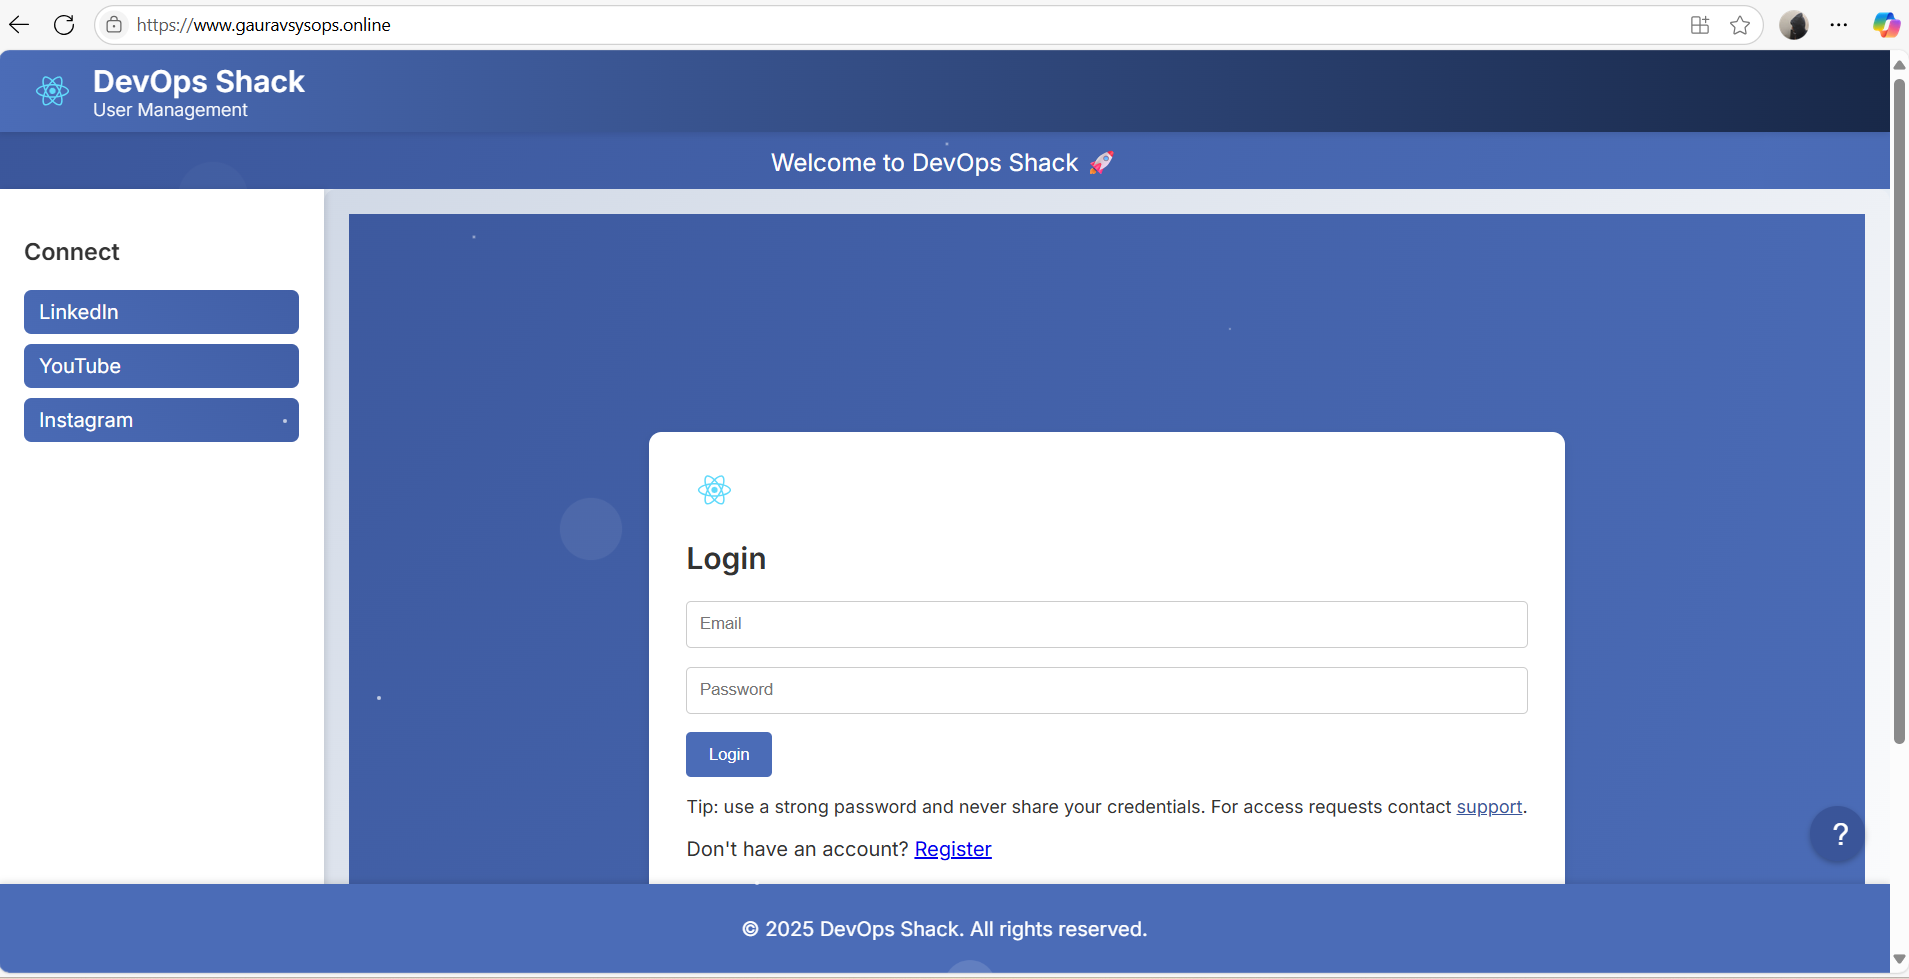 https://www.gauravsysops.online
DevOps Shack
User Management
Welcome to DevOps Shack 🚀
Connect
LinkedIn
YouTube
Instagram
Login
Email
Password
Login
Tip: use a strong password and never share your credentials. For access requests contact support.
Don't have an account? Register
?
© 2025 DevOps Shack. All rights reserved.